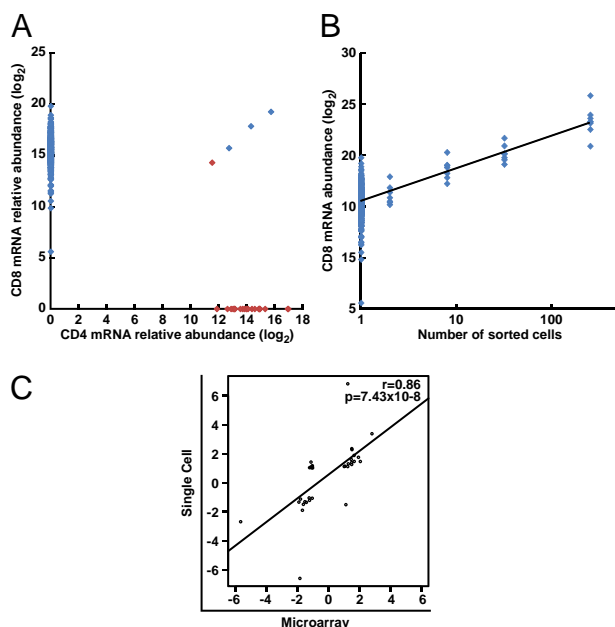 A
CD8 mRNA relative abundance (log2)
25
20
15
10
5
0
0 2 4 6 8 10 12 14 16 18
CD4 mRNA relative abundance (log2)
B
CD8 mRNA abundance (log2)
30
25
20
10
15
5
1 10 100
Number of sorted cells
C
r=0.86
p=7.43x10-8
Single Cell
6
4
2
0
-2
-4
-6
-6 -4 -2 0 2 4 6
Microarray